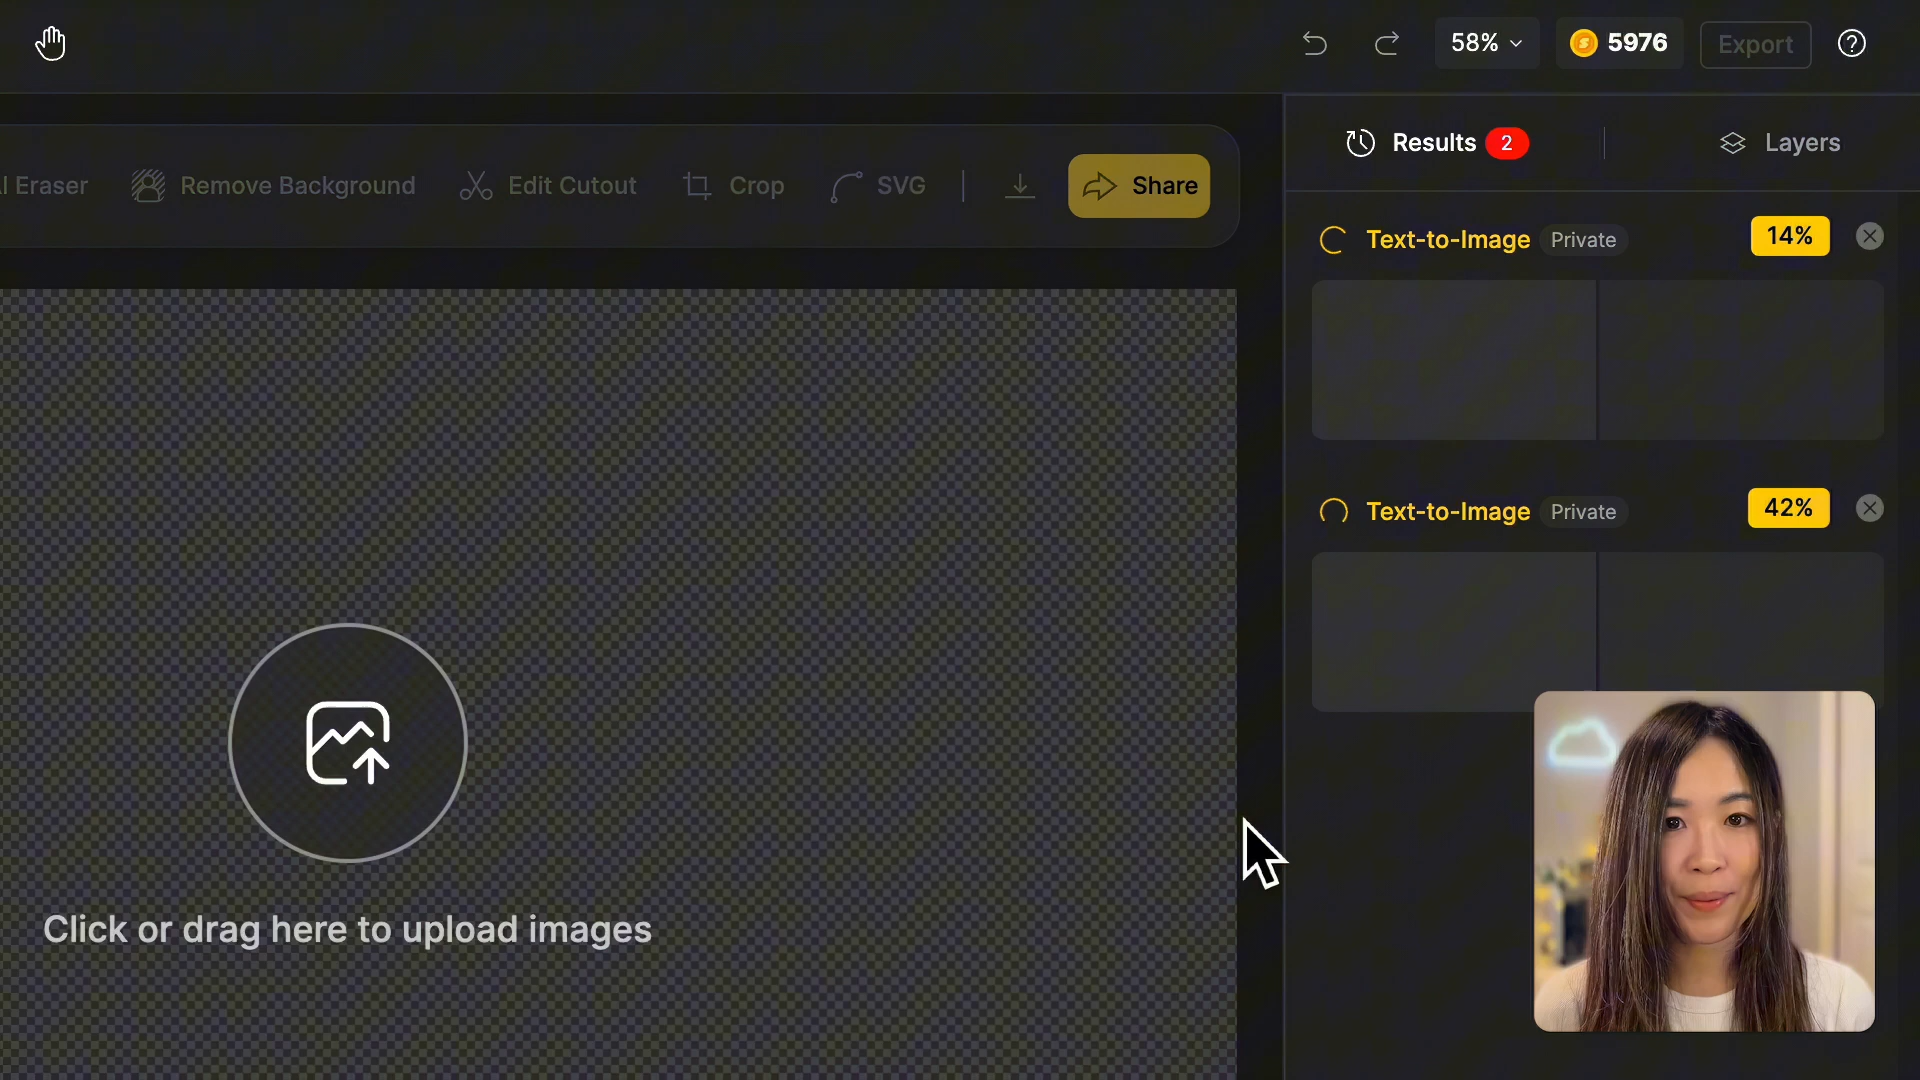 58%
5976
Export
Results 2
Layers
AI Eraser
Remove Background
Edit Cutout
Crop
SVG
Share
Text-to-Image Private 14%
Text-to-Image Private 42%
Click or drag here to upload images